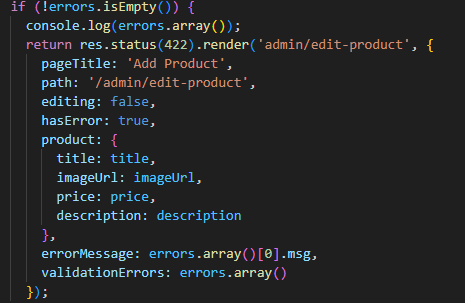 if (!errors.isEmpty()) {
console.log(errors.array());
return res.status(422).render('admin/edit-product', {
pageTitle: 'Add Product',
path: '/admin/edit-product',
editing: false,
hasError: true,
product: {
title: title,
imageUrl: imageUrl,
price: price,
description: description
},
errorMessage: errors.array()[0].msg,
validationErrors: errors.array()
});